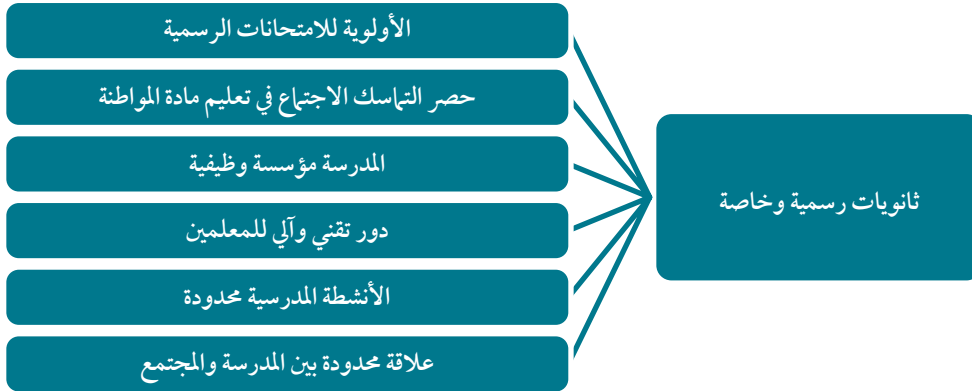 ثانويات رسمية وخاصة
الأولوية للامتحانات الرسمية
حصر التماسك الاجتماع في تعليم مادة المواطنة
المدرسة مؤسسة وظيفية
دور تقني وآلي للمعلمين
الأنشطة المدرسية محدودة
علاقة محدودة بين المدرسة والمجتمع